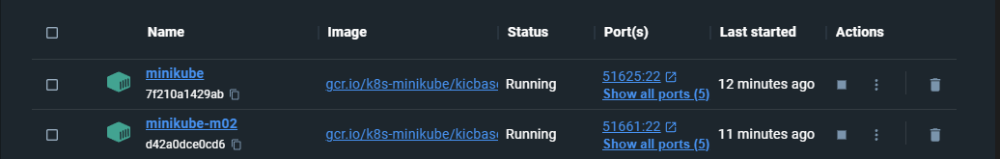 Name Image Status Port(s) Last started Actions
minikube gcr.io/k8s-minikube/kicbas Running 51625:22 12 minutes ago
7f210a1429ab Show all ports (5)
minikube-m02 gcr.io/k8s-minikube/kicbas Running 51661:22 11 minutes ago
d42a0dce0cd6 Show all ports (5)